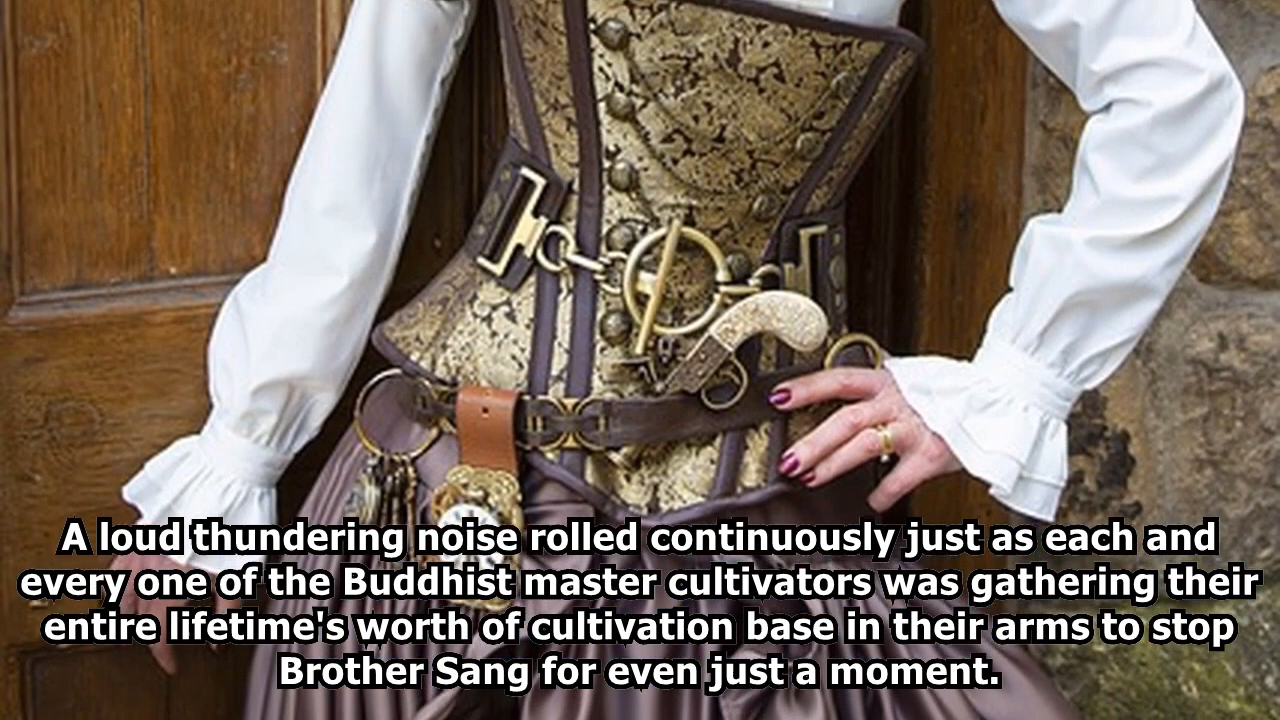 A loud thundering noise rolled continuously just as each and
every one of the Buddhist master cultivators was gathering their
entire lifetime's worth of cultivation base in their arms to stop
Brother Sang for even just a moment.